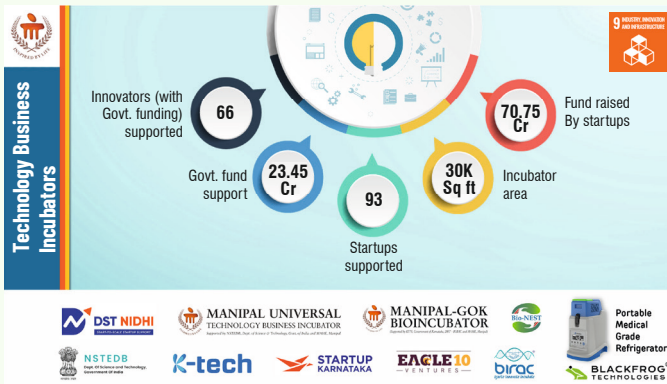 INSPIRED BY LIFE
Technology Business
Incubators
9 INDUSTRY, INNOVATION
AND INFRASTRUCTURE
Innovators (with
Govt. funding)
supported
66
Govt. fund
support
23.45
Cr
93
Startups
supported
30K
Sq ft
Incubator
area
70.75
Cr
Fund raised
By startups
DST NIDHI
MANIPAL UNIVERSAL
TECHNOLOGY BUSINESS INCUBATOR
MANIPAL-GOK
BIOINCUBATOR
Bio-NEST
Portable
Medical
Grade
Refrigerator
NSTEDB
Dept. Of Science and Technology,
Government of India
K-tech
STARTUP
KARNATAKA
EAGLE10
VENTURES
birac
BLACKFROG
TECHNOLOGIES